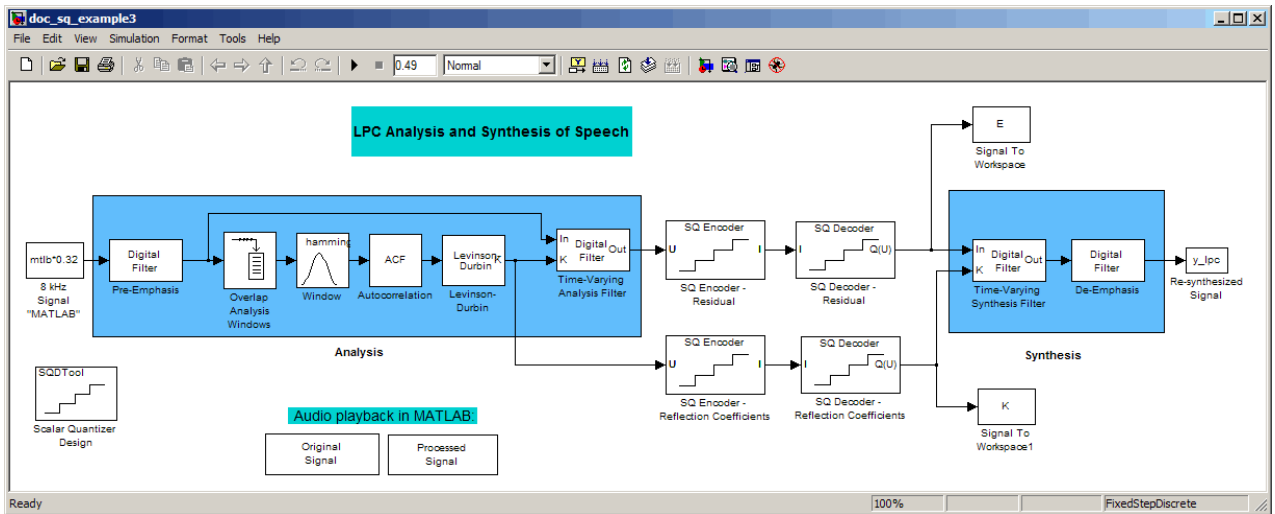 doc_sq_example3
File Edit View Simulation Format Tools Help
0.49 Normal
LPC Analysis and Synthesis of Speech
E
Signal To
Workspace
mtlb*0.32
8 kHz
Signal
"MATLAB"
Digital
Filter
Pre-Emphasis
Overlap
Analysis
Windows
hamming
Window
ACF
Autocorrelation
Levinson
Durbin
K
Levinson-
Durbin
In
K
Digital
Filter
Out
Time-Varying
Analysis Filter
Analysis
SQ Encoder
U
I
SQ Encoder -
Residual
SQ Decoder
I
Q(U)
SQ Decoder -
Residual
In
K
Digital
Filter
Out
Time-Varying
Synthesis Filter
Digital
Filter
De-Emphasis
Synthesis
y_lpc
Re-synthesized
Signal
SQ Encoder
U
I
SQ Encoder -
Reflection Coefficients
SQ Decoder
I
Q(U)
SQ Decoder -
Reflection Coefficients
K
Signal To
Workspace1
SQDTool
Scalar Quantizer
Design
Audio playback in MATLAB:
Original
Signal
Processed
Signal
Ready 100% FixedStepDiscrete